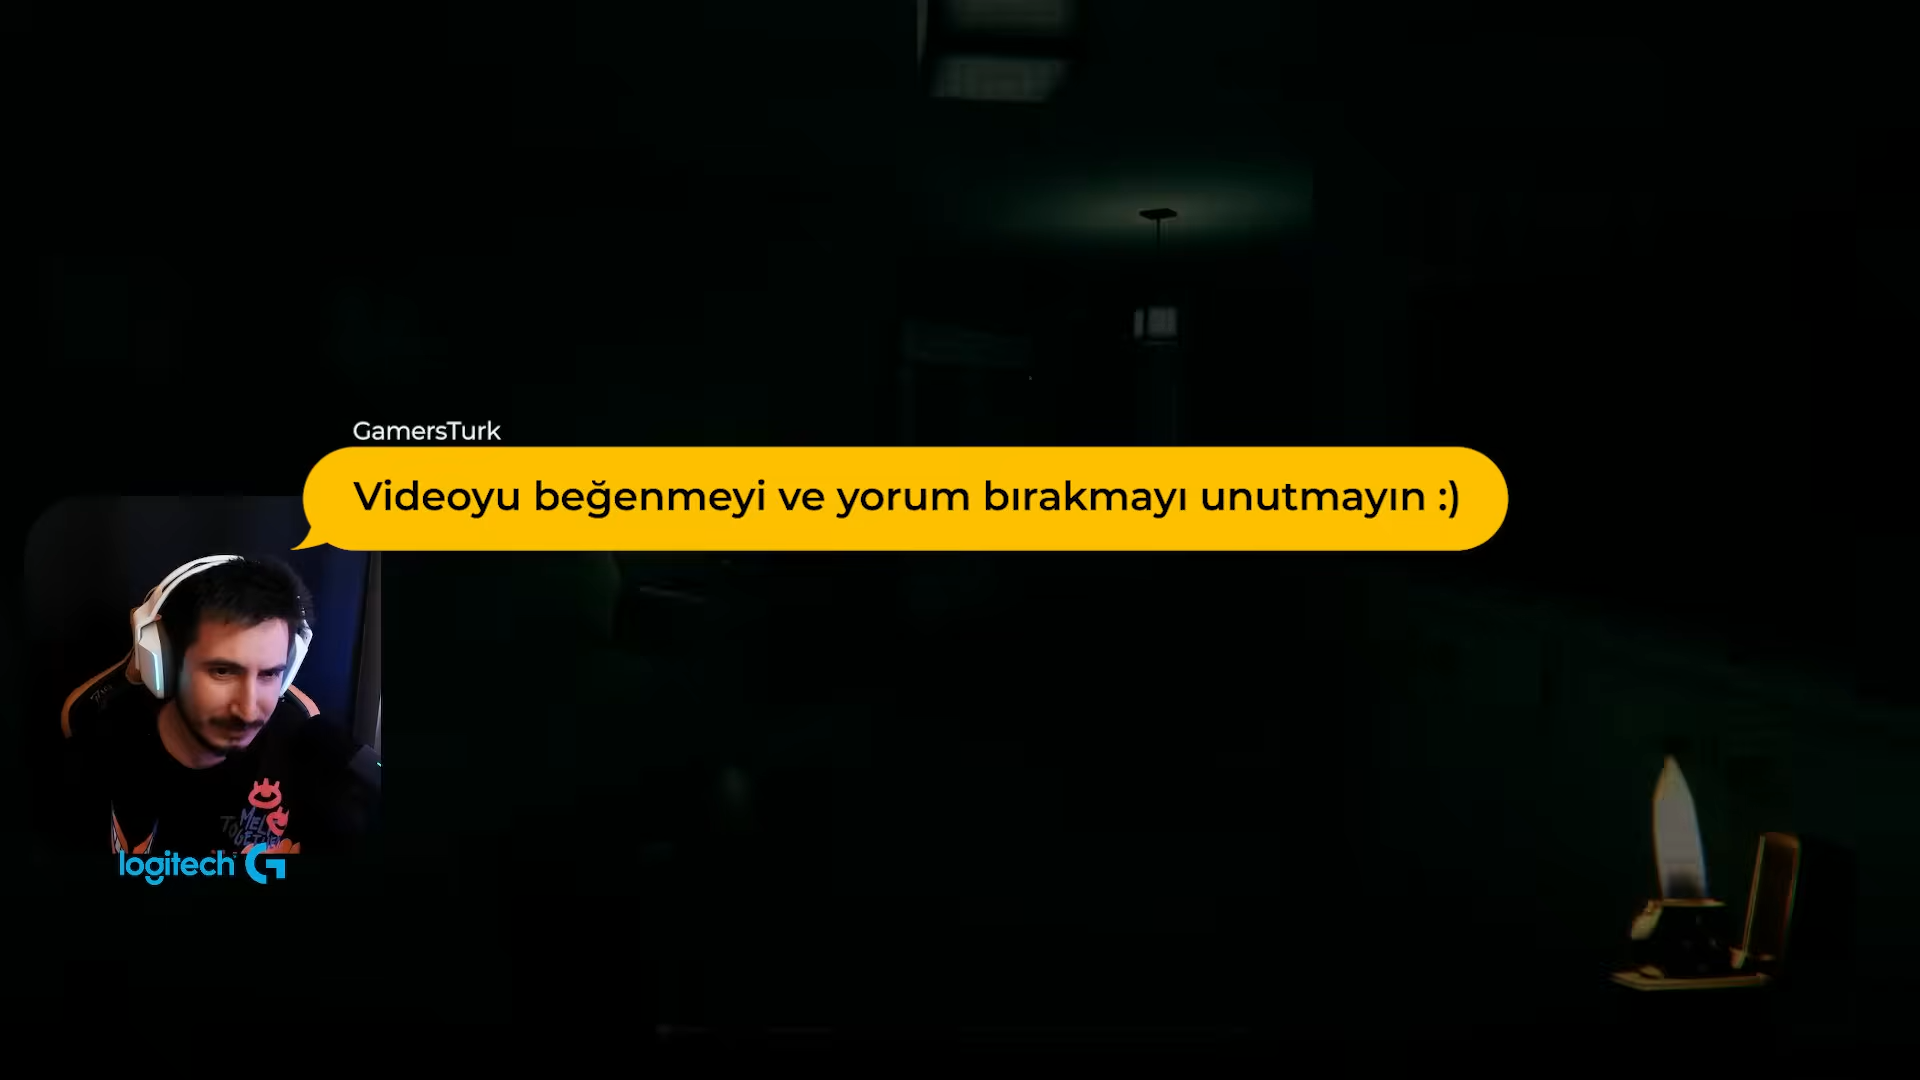 GamersTurk
Videoyu beğenmeyi ve yorum bırakmayı unutmayın :)
logitech G